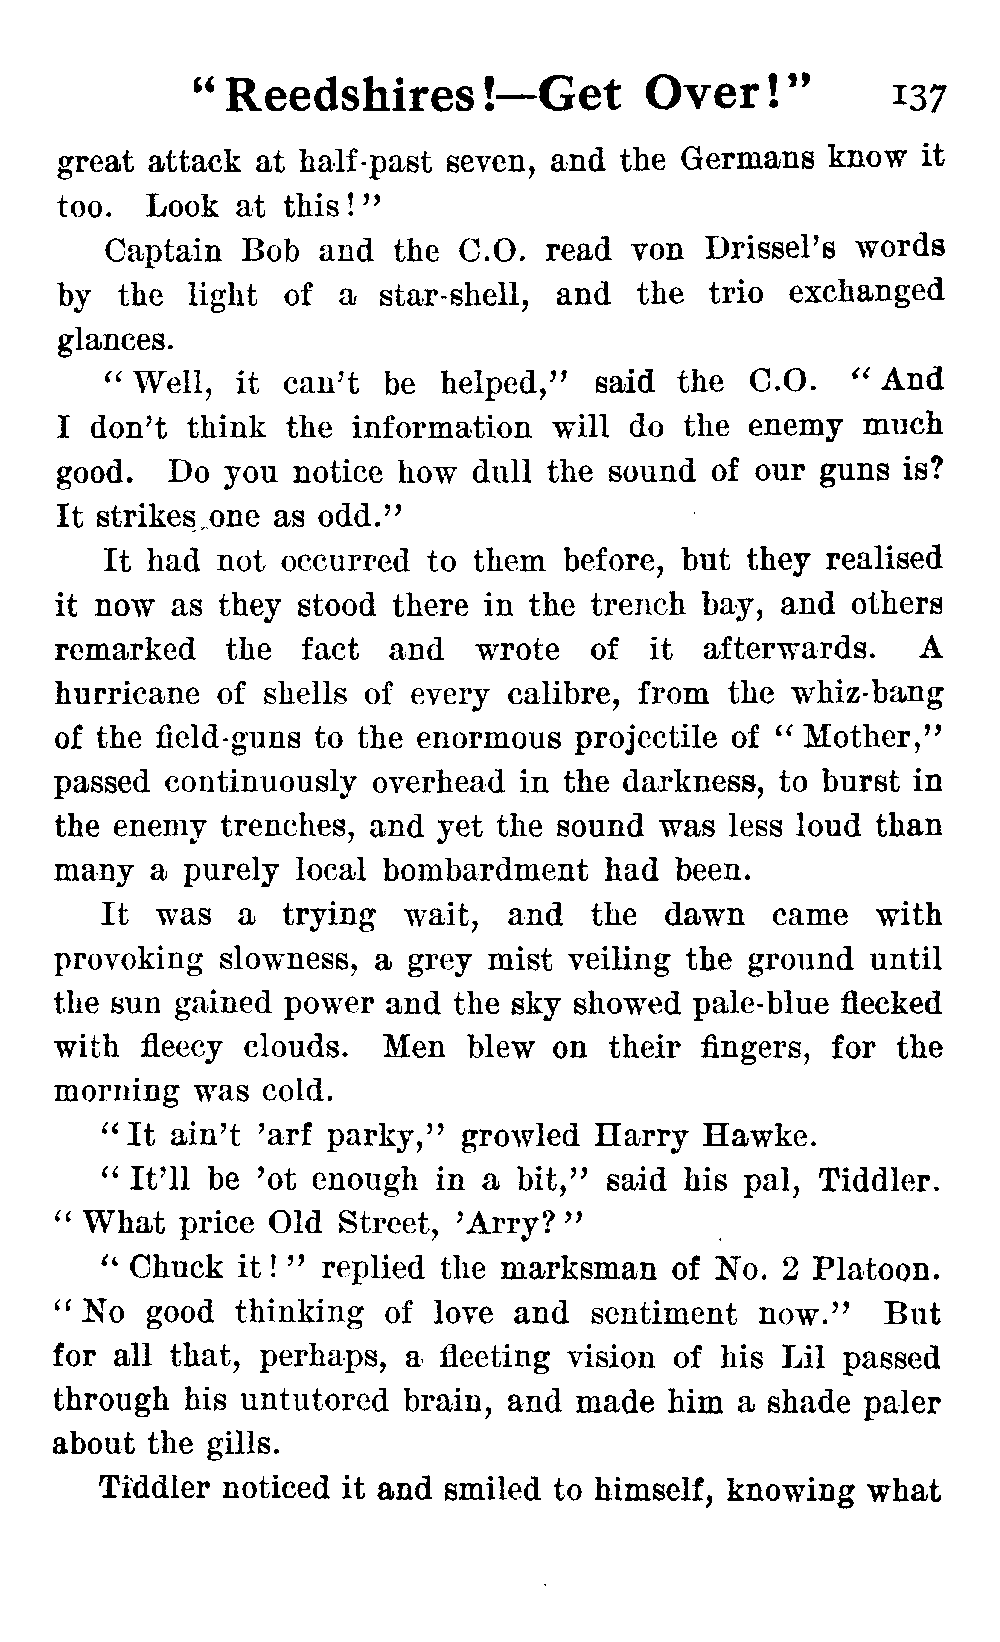 “Reedshires!—Get Over!” 137
great attack at half-past seven, and the Germans know it
too. Look at this!”
Captain Bob and the C.O. read von Drissel’s words
by the light of a star-shell, and the trio exchanged
glances.
“Well, it can’t be helped,” said the C.O. “And
I don’t think the information will do the enemy much
good. Do you notice how dull the sound of our guns is?
It strikes one as odd.”
It had not occurred to them before, but they realised
it now as they stood there in the trench bay, and others
remarked the fact and wrote of it afterwards. A
hurricane of shells of every calibre, from the whiz-bang
of the field-guns to the enormous projectile of “Mother,”
passed continuously overhead in the darkness, to burst in
the enemy trenches, and yet the sound was less loud than
many a purely local bombardment had been.
It was a trying wait, and the dawn came with
provoking slowness, a grey mist veiling the ground until
the sun gained power and the sky showed pale-blue flecked
with fleecy clouds. Men blew on their fingers, for the
morning was cold.
“It ain’t ’arf parky,” growled Harry Hawke.
“It’ll be ’ot enough in a bit,” said his pal, Tiddler.
“What price Old Street, ’Arry?”
“Chuck it!” replied the marksman of No. 2 Platoon.
“No good thinking of love and sentiment now.” But
for all that, perhaps, a fleeting vision of his Lil passed
through his untutored brain, and made him a shade paler
about the gills.
Tiddler noticed it and smiled to himself, knowing what